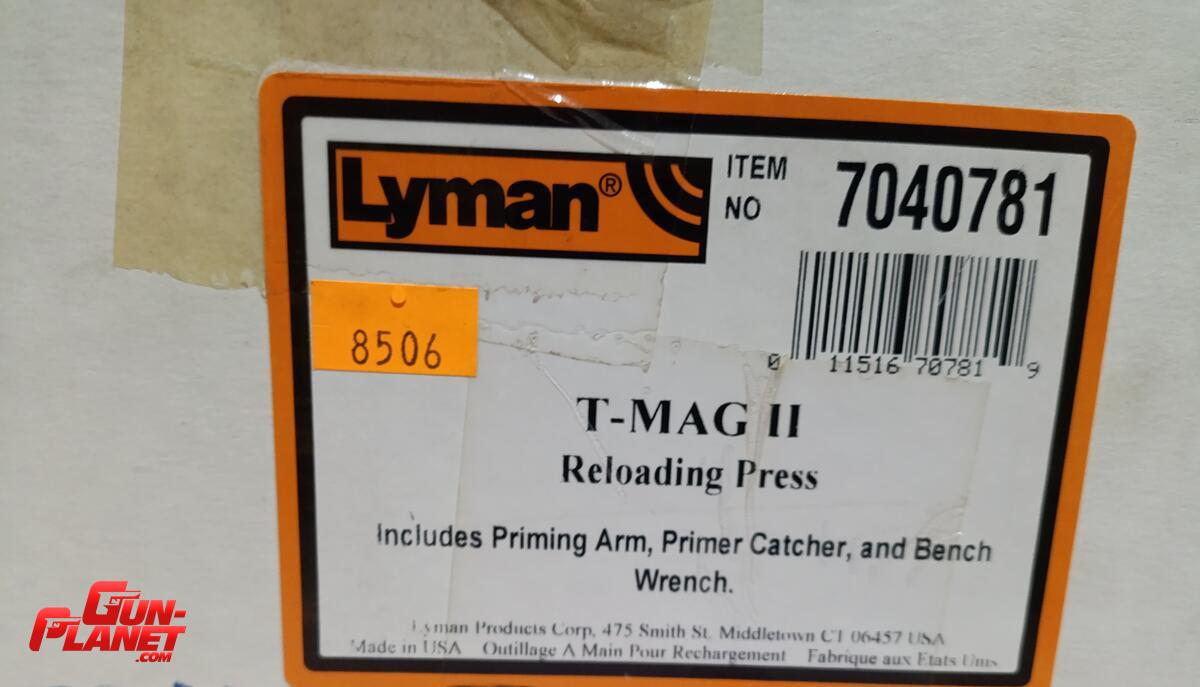 Lyman®
ITEM
NO
7040781
8506
0 11516 70781 9
T-MAG II
Reloading Press
Includes Priming Arm, Primer Catcher, and Bench
Wrench.
Lyman Products Corp. 475 Smith St. Middletown CT 06457 USA
Made in USA Outillage A Main Pour Rechargement Fabrique aux Etats Unis
GUN-
PLANET
.COM